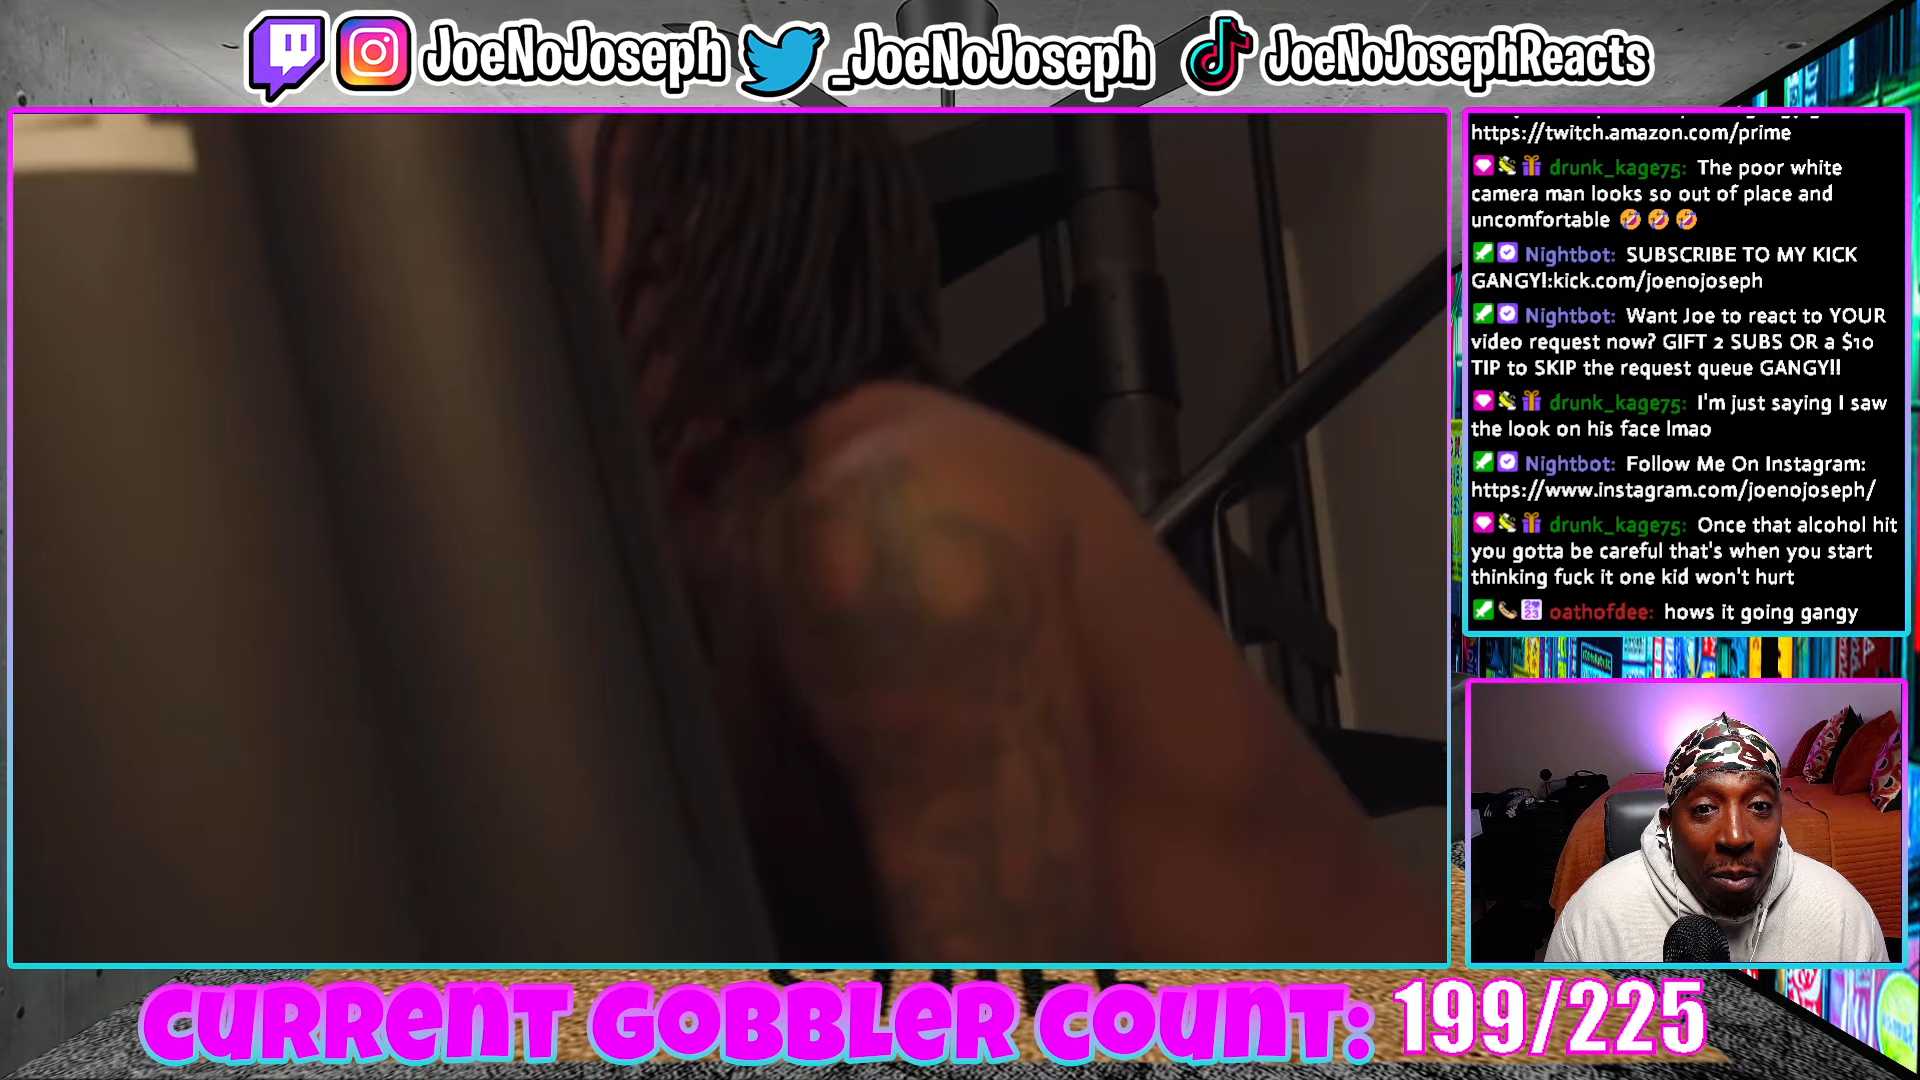 JoeNoJoseph _JoeNoJoseph JoeNoJosephReacts
https://twitch.amazon.com/prime
drunk_kage75: The poor white
camera man looks so out of place and
uncomfortable 🤣 🤣 🤣
Nightbot: SUBSCRIBE TO MY KICK
GANGY!:kick.com/joenojoseph
Nightbot: Want Joe to react to YOUR
video request now? GIFT 2 SUBS OR a $10
TIP to SKIP the request queue GANGY!!
drunk_kage75: I'm just saying I saw
the look on his face lmao
Nightbot: Follow Me On Instagram:
https://www.instagram.com/joenojoseph/
drunk_kage75: Once that alcohol hit
you gotta be careful that's when you start
thinking fuck it one kid won't hurt
oathofdee: hows it going gangy
CURRENT GOBBLER COUNT: 199/225